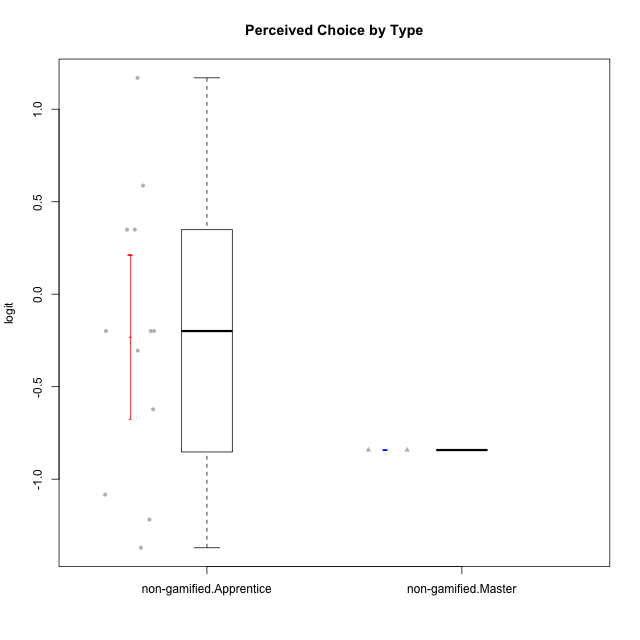 Perceived Choice by Type
logit
1.0
0.5
0.0
-0.5
-1.0
non-gamified.Apprentice
non-gamified.Master